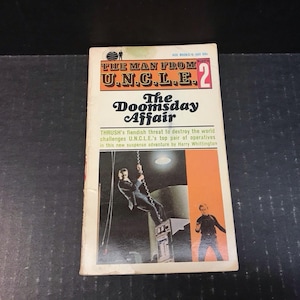 THE MAN FROM
U.N.C.L.E. 2
The
Doomsday
Affair
THRUSH's fiendish threat to destroy the world
challenges U.N.C.L.E.'s top pair of operatives
in this new suspense adventure by Harry Whittington